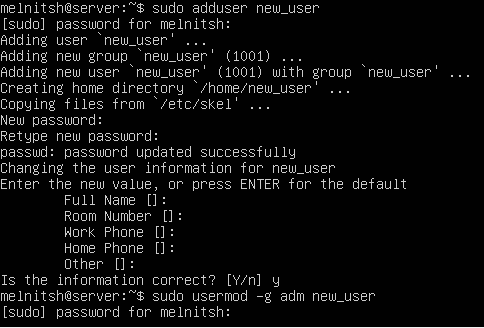 melnitsh@server:~$ sudo adduser new_user
[sudo] password for melnitsh:
Adding user `new_user' ...
Adding new group `new_user' (1001) ...
Adding new user `new_user' (1001) with group `new_user' ...
Creating home directory `/home/new_user' ...
Copying files from `/etc/skel' ...
New password:
Retype new password:
passwd: password updated successfully
Changing the user information for new_user
Enter the new value, or press ENTER for the default
        Full Name []:
        Room Number []:
        Work Phone []:
        Home Phone []:
        Other []:
Is the information correct? [Y/n] y
melnitsh@server:~$ sudo usermod -g adm new_user
[sudo] password for melnitsh: